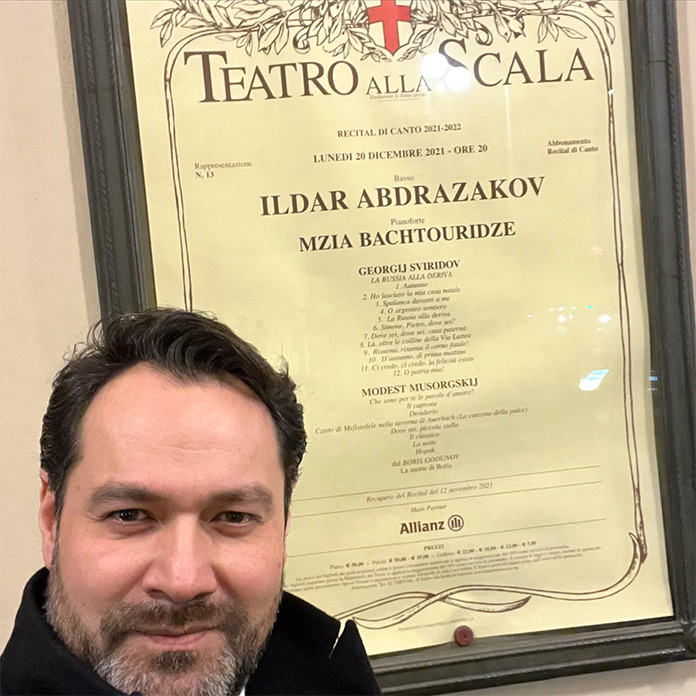 TEATRO ALLA SCALA
RECITAL DI CANTO 2021-2022
Rappresentazione
N. 13
LUNEDÌ 20 DICEMBRE 2021 - ORE 20
Abbonamento
Recital di Canto
Basso
ILDAR ABDRAZAKOV
Pianoforte
MZIA BACHTOURIDZE
GEORGIJ SVIRIDOV
LA RUSSIA ALLA DERIVA
1. Autunno
2. Ho lasciato la mia casa natale
3. Spalanca davanti a me
4. O argenteo sentiero
5. La Russia alla deriva
6. Simone, Pietro, dove sei?
7. Dove sei, dove sei, casa paterna
8. Là, oltre le colline della Via Lattea
9. Risuona, risuona il corno fatale!
10. D'autunno, di prima mattina
11. Ci credo, ci credo, la felicità esiste
12. O patria mia!
MODEST MUSORGSKIJ
Che sono per te le parole d'amore?
Il caprone
Desiderio
Canto di Mefistofele nella taverna di Auerbach (La canzone della pulce)
Dove sei, piccola stella
Il classico
La notte
Hopak
dal BORIS GODUNOV
La morte di Boris
Recupero del Recital del 12 novembre 2021
Main Partner
Allianz
PREZZI